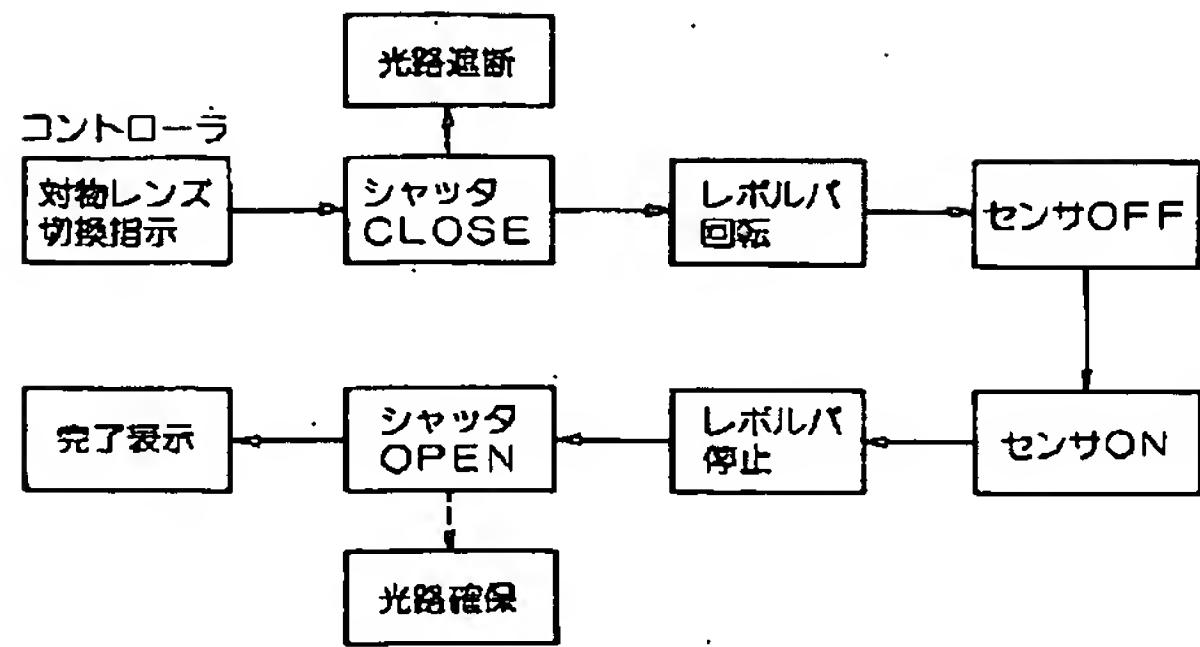 光路遮断
コントローラ
対物レンズ
切換指示
シャッタ
CLOSE
レボルバ
回転
センサOFF
完了表示
シャッタ
OPEN
レボルバ
停止
センサON
光路確保